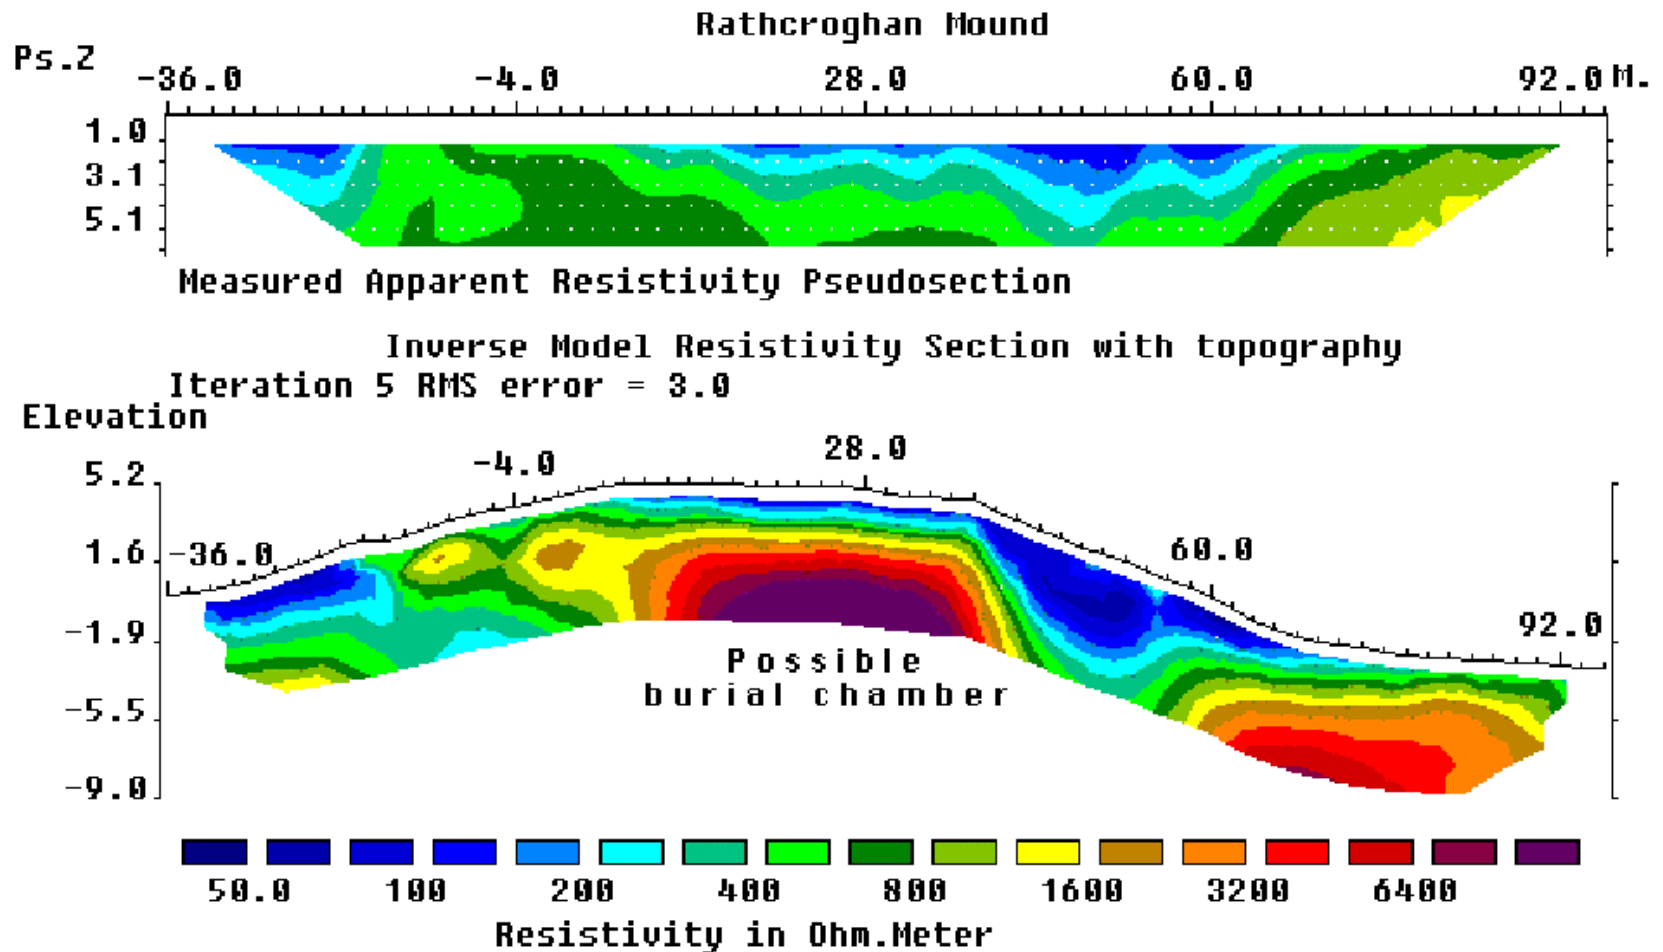 Rathcroghan Mound
Ps.Z
-36.0 -4.0 28.0 60.0 92.0 M.
1.0
3.1
5.1
Measured Apparent Resistivity Pseudosection
Inverse Model Resistivity Section with topography
Iteration 5 RMS error = 3.0
Elevation
28.0
-4.0
5.2
1.6
-36.0
60.0
-1.9
92.0
Possible
burial chamber
-5.5
-9.0
50.0 100 200 400 800 1600 3200 6400
Resistivity in Ohm.Meter